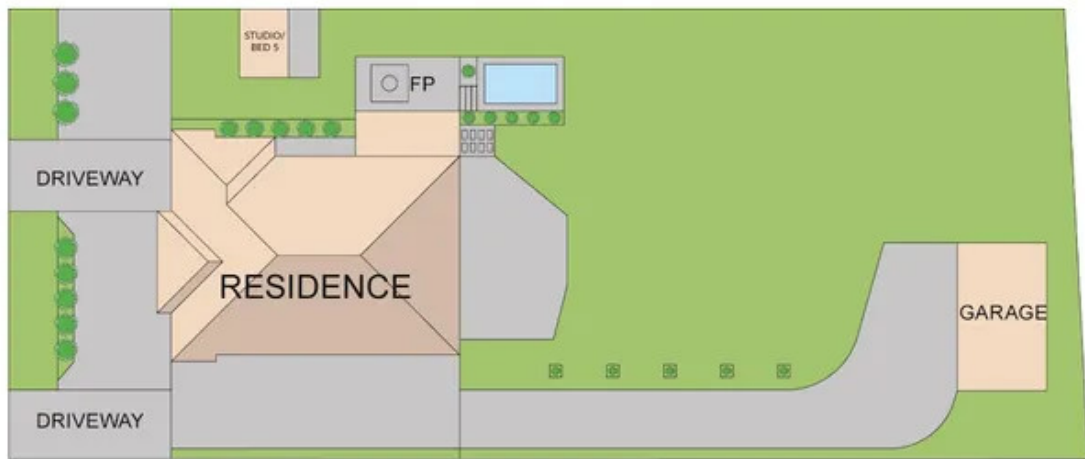 STUDIO/
BED 5
FP
DRIVEWAY
RESIDENCE
GARAGE
DRIVEWAY